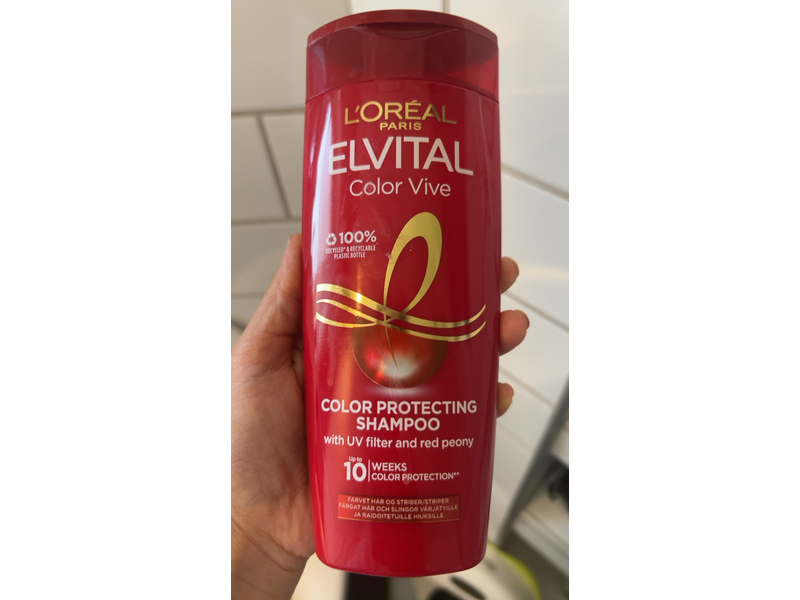 L'ORÉAL
PARIS
ELVITAL
Color Vive
100%
RECYCLED* & RECYCLABLE
PLASTIC BOTTLE
COLOR PROTECTING
SHAMPOO
with UV filter and red peony
Up to
10 WEEKS
COLOR PROTECTION**
FARVET HÅR OG STRIBER/STRIPER
FÄRGAT HÅR OCH SLINGOR VÄRJÄTYILLE
JA RAIDOITETUILLE HIUKSILLE